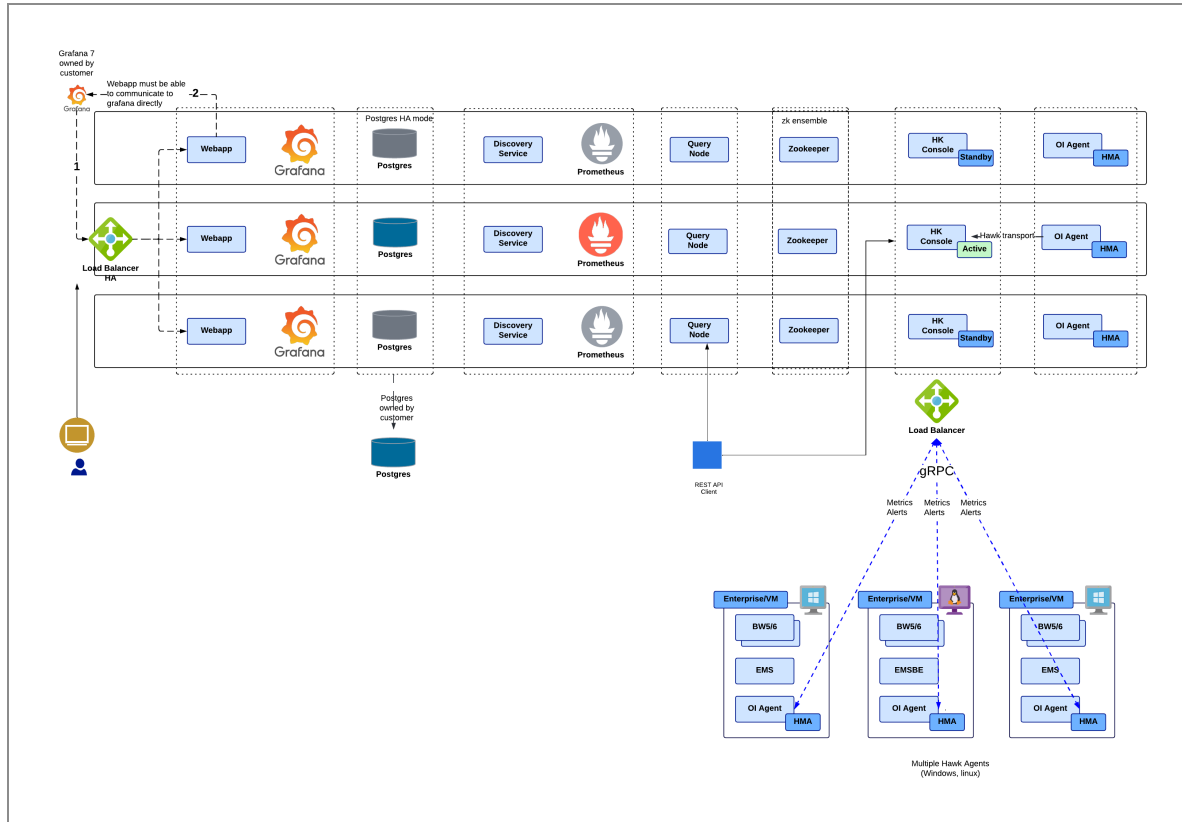 Grafana 7
owned by
customer
Grafana
Webapp must be able
to communicate to
grafana directly
2
1
Postgres HA mode
zk ensemble
Webapp
Grafana
Postgres
Discovery
Service
Prometheus
Query
Node
Zookeeper
HK
Console
Standby
OI Agent
HMA
Load Balancer
HA
Webapp
Grafana
Postgres
Discovery
Service
Prometheus
Query
Node
Zookeeper
HK
Console
Active
Hawk transport
OI Agent
HMA
Webapp
Grafana
Postgres
Discovery
Service
Prometheus
Query
Node
Zookeeper
HK
Console
Standby
OI Agent
HMA
Postgres
owned by
customer
Postgres
REST API
Client
Load Balancer
gRPC
Metrics
Alerts
Metrics
Alerts
Metrics
Alerts
Enterprise/VM
BW5/6
EMS
OI Agent
HMA
Enterprise/VM
BW5/6
EMSBE
OI Agent
HMA
Enterprise/VM
BW5/6
EMS
OI Agent
HMA
Multiple Hawk Agents
(Windows, linux)